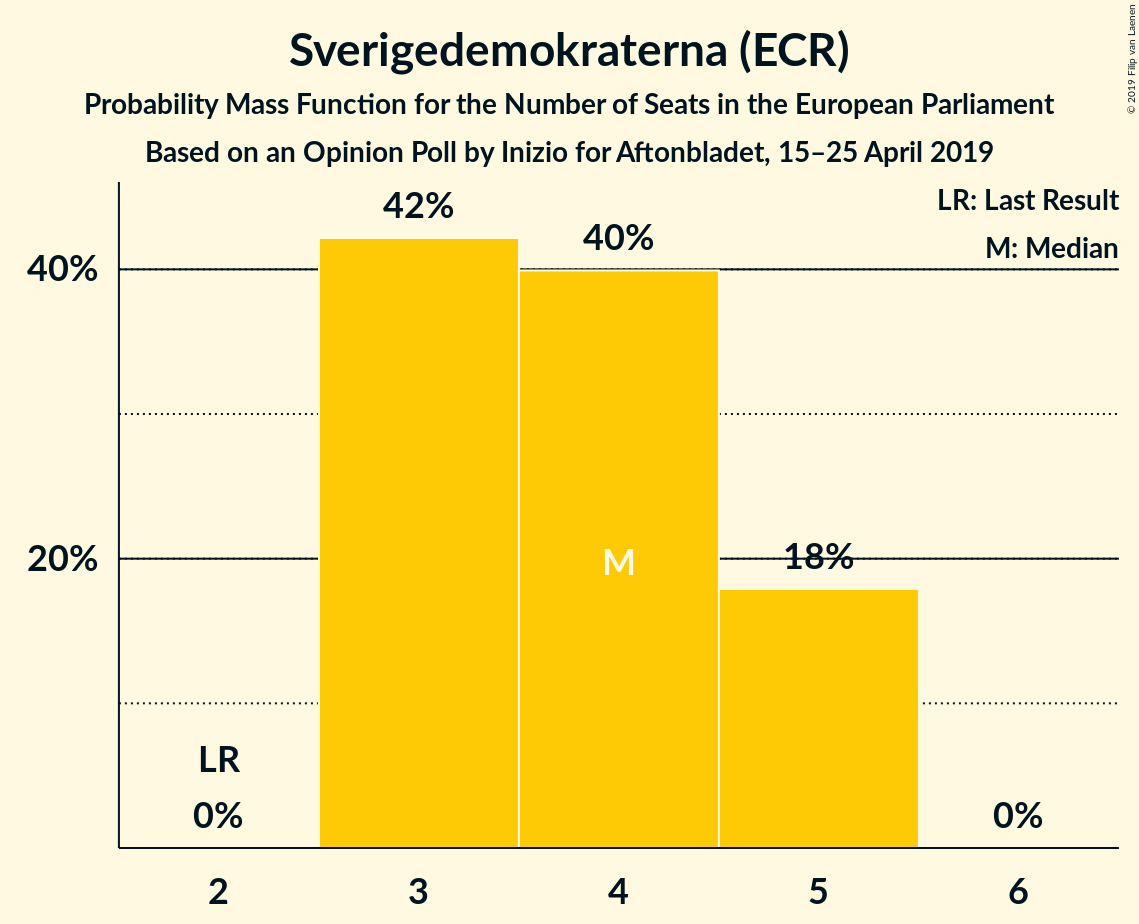 Sverigedemokraterna (ECR)
Probability Mass Function for the Number of Seats in the European Parliament
Based on an Opinion Poll by Inizio for Aftonbladet, 15–25 April 2019
© 2019 Filip van Laenen
LR: Last Result
M: Median
42%
40%
40%
20%
18%
M
LR
0%
0%
2
3
4
5
6